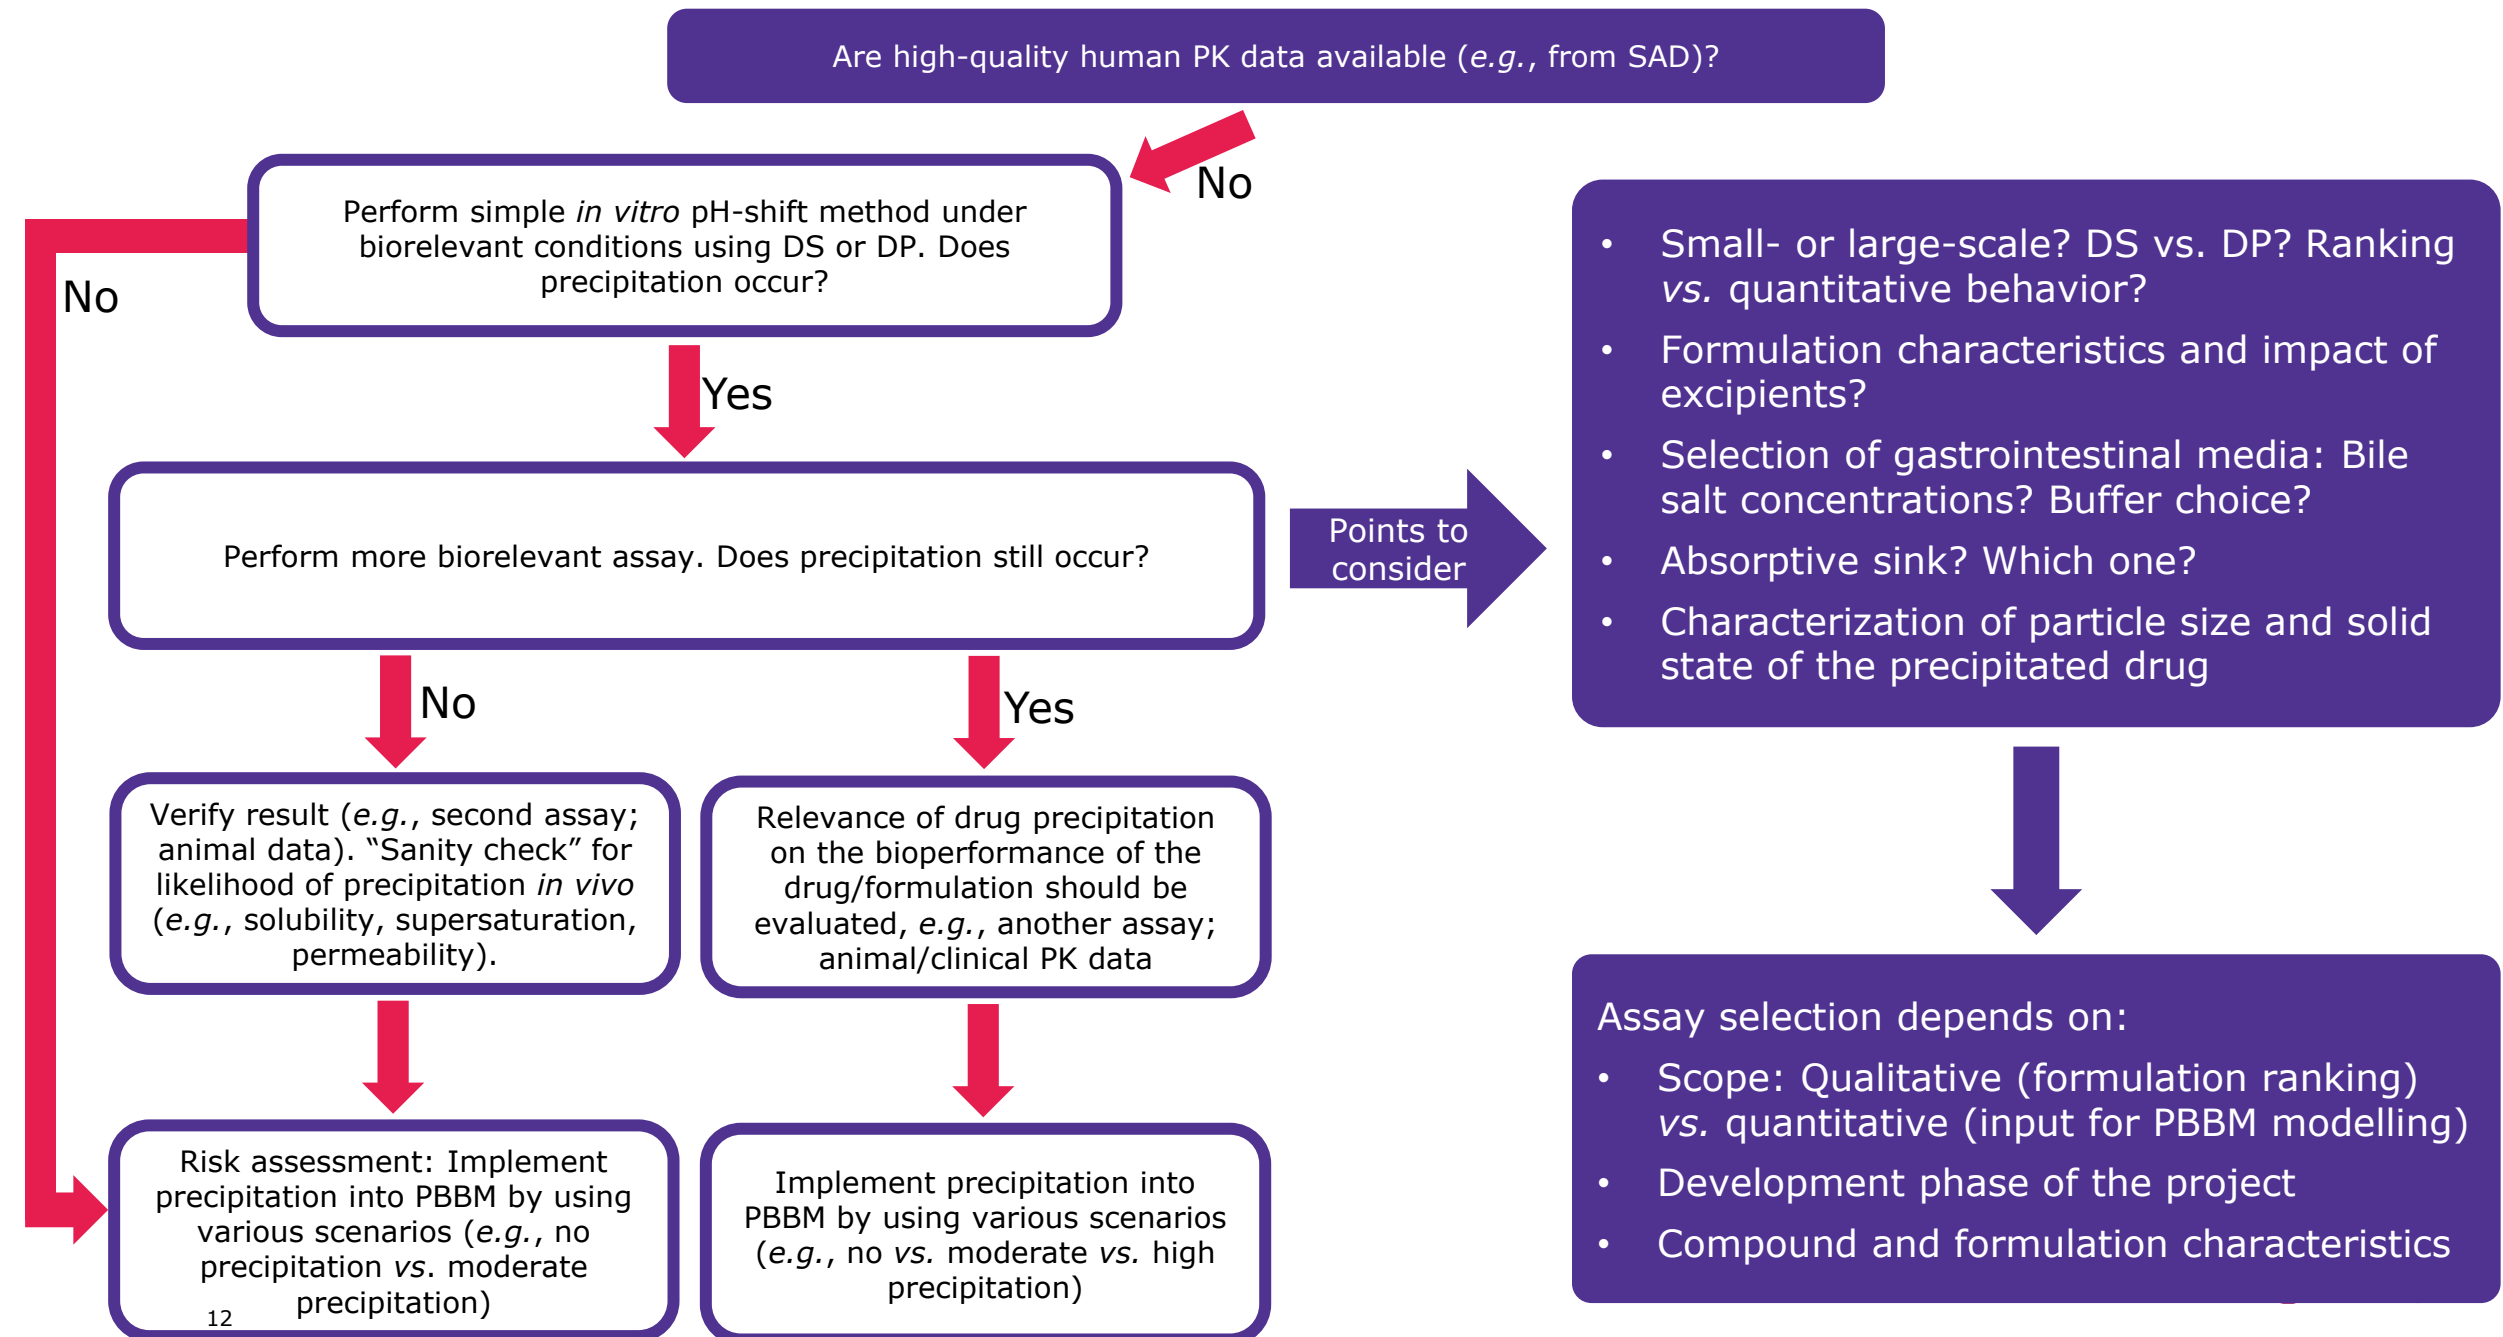 Are high-quality human PK data available (e.g., from SAD)?
No
Perform simple in vitro pH-shift method under
biorelevant conditions using DS or DP. Does
precipitation occur?
No
Yes
Perform more biorelevant assay. Does precipitation still occur?
Points to
consider
No
Yes
Verify result (e.g., second assay;
animal data). “Sanity check” for
likelihood of precipitation in vivo
(e.g., solubility, supersaturation,
permeability).
Relevance of drug precipitation
on the bioperformance of the
drug/formulation should be
evaluated, e.g., another assay;
animal/clinical PK data
Risk assessment: Implement
precipitation into PBBM by using
various scenarios (e.g., no
precipitation vs. moderate
precipitation)
Implement precipitation into
PBBM by using various scenarios
(e.g., no vs. moderate vs. high
precipitation)
• Small- or large-scale? DS vs. DP? Ranking
vs. quantitative behavior?
• Formulation characteristics and impact of
excipients?
• Selection of gastrointestinal media: Bile
salt concentrations? Buffer choice?
• Absorptive sink? Which one?
• Characterization of particle size and solid
state of the precipitated drug
Assay selection depends on:
• Scope: Qualitative (formulation ranking)
vs. quantitative (input for PBBM modelling)
• Development phase of the project
• Compound and formulation characteristics
12